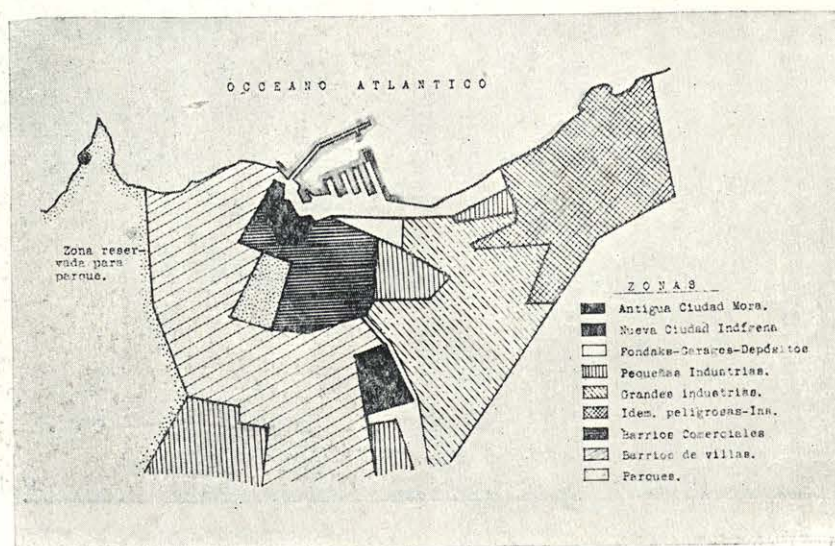 OCCEANO ATLANTICO
Zona reser-
vada para
parque.
ZONAS
Antigua Ciudad Mora.
Nueva Ciudad Indígena
Fondaks-Garages-Depósitos
Pequeñas Industrias.
Grandes industrias.
Idem. peligrosas-Ins.
Barrios Comerciales
Barrios de villas.
Parques.